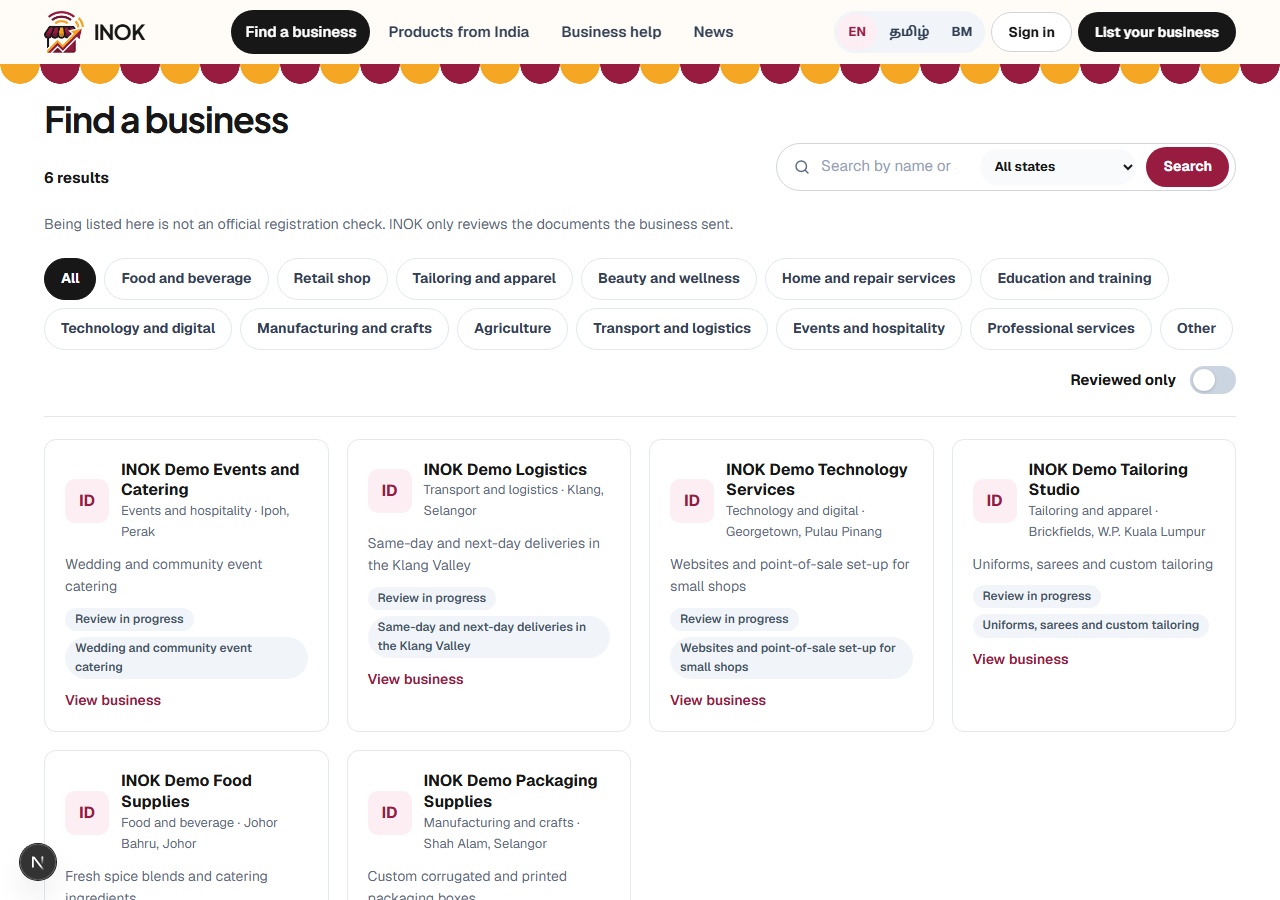 INOK
Find a business
Products from India
Business help
News
EN
தமிழ்
BM
Sign in
List your business
Find a business
6 results
Search by name or
All states
Search
Being listed here is not an official registration check. INOK only reviews the documents the business sent.
All
Food and beverage
Retail shop
Tailoring and apparel
Beauty and wellness
Home and repair services
Education and training
Technology and digital
Manufacturing and crafts
Agriculture
Transport and logistics
Events and hospitality
Professional services
Other
Reviewed only
ID
INOK Demo Events and
Catering
Events and hospitality · Ipoh,
Perak
Wedding and community event
catering
Review in progress
Wedding and community event
catering
View business
ID
INOK Demo Logistics
Transport and logistics · Klang,
Selangor
Same-day and next-day deliveries in
the Klang Valley
Review in progress
Same-day and next-day deliveries in
the Klang Valley
View business
ID
INOK Demo Technology
Services
Technology and digital ·
Georgetown, Pulau Pinang
Websites and point-of-sale set-up for
small shops
Review in progress
Websites and point-of-sale set-up for
small shops
View business
ID
INOK Demo Tailoring
Studio
Tailoring and apparel ·
Brickfields, W.P. Kuala Lumpur
Uniforms, sarees and custom tailoring
Review in progress
Uniforms, sarees and custom tailoring
View business
ID
INOK Demo Food
Supplies
Food and beverage · Johor
Bahru, Johor
Fresh spice blends and catering
ingredients
ID
INOK Demo Packaging
Supplies
Manufacturing and crafts ·
Shah Alam, Selangor
Custom corrugated and printed
packaging boxes
N